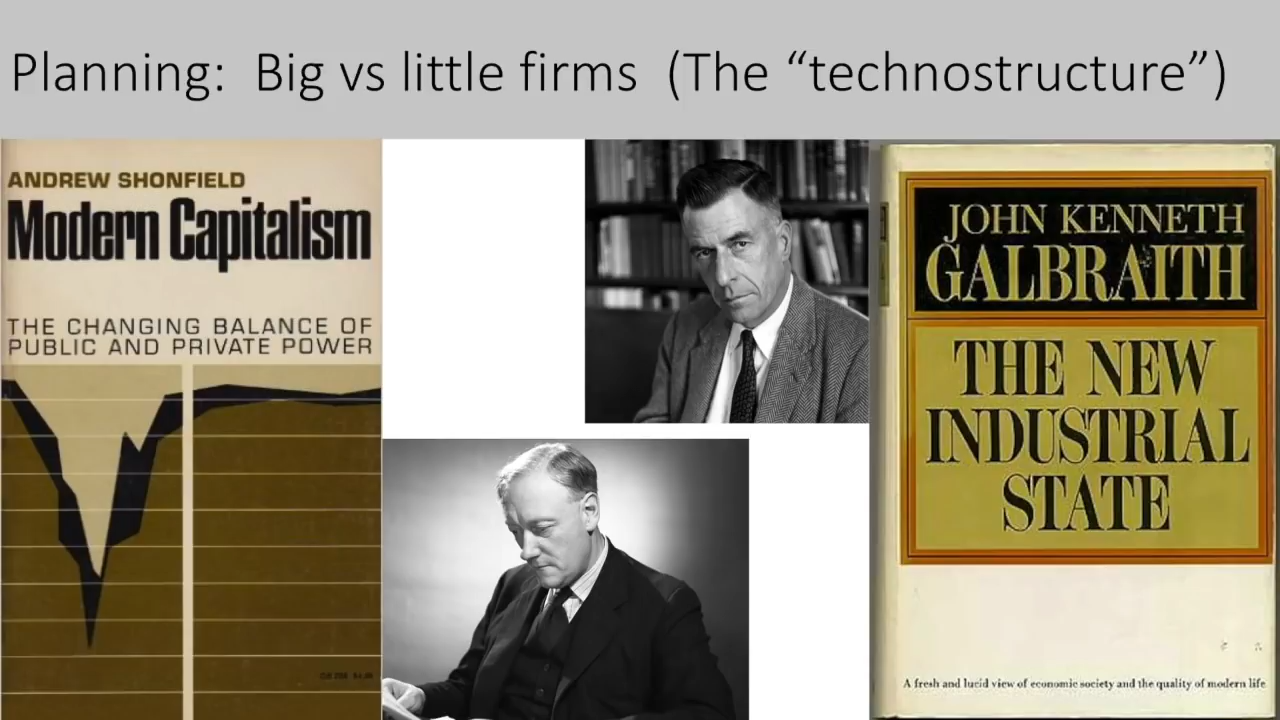 Planning:  Big vs little firms  (The “technostructure”)
ANDREW SHONFIELD
Modern Capitalism
THE CHANGING BALANCE OF
PUBLIC AND PRIVATE POWER
JOHN KENNETH
GALBRAITH
THE NEW
INDUSTRIAL
STATE
A fresh and lucid view of economic society and the quality of modern life